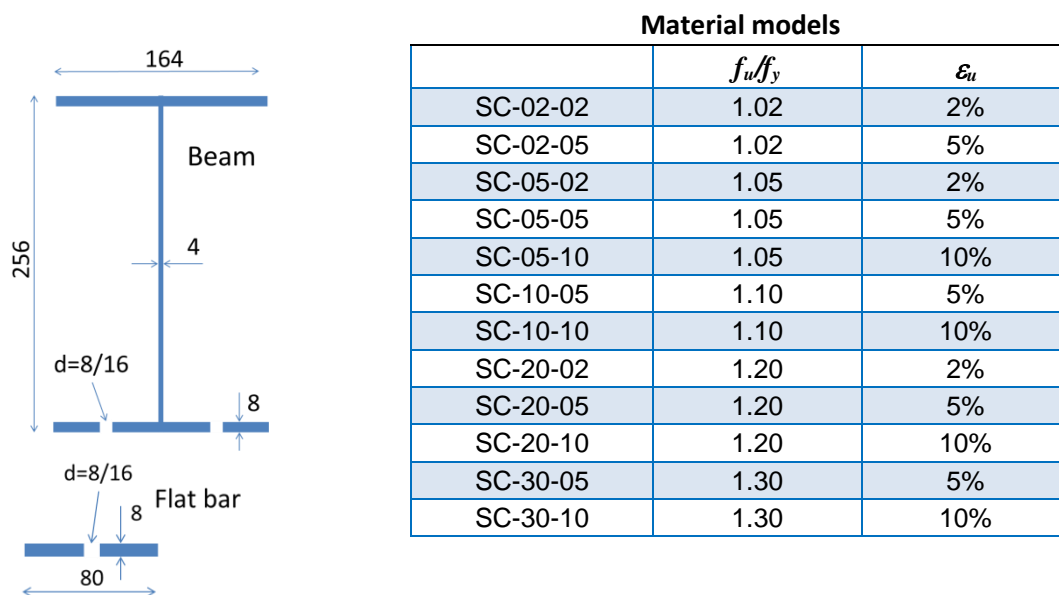 Material models
fu/fy εu
SC-02-02 1.02 2%
SC-02-05 1.02 5%
SC-05-02 1.05 2%
SC-05-05 1.05 5%
SC-05-10 1.05 10%
SC-10-05 1.10 5%
SC-10-10 1.10 10%
SC-20-02 1.20 2%
SC-20-05 1.20 5%
SC-20-10 1.20 10%
SC-30-05 1.30 5%
SC-30-10 1.30 10%
164
Beam
256
4
d=8/16
8
d=8/16
Flat bar
8
80